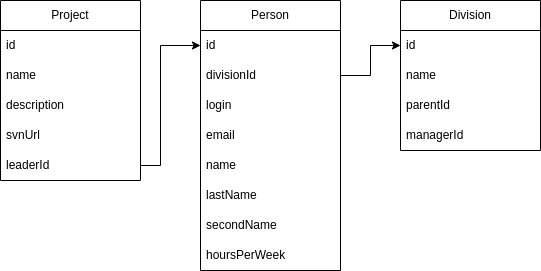 Project
id
name
description
svnUrl
leaderId
Person
id
divisionId
login
email
name
lastName
secondName
hoursPerWeek
Division
id
name
parentId
managerId